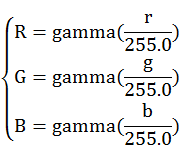 R = gamma(r/255.0)
G = gamma(g/255.0)
B = gamma(b/255.0)